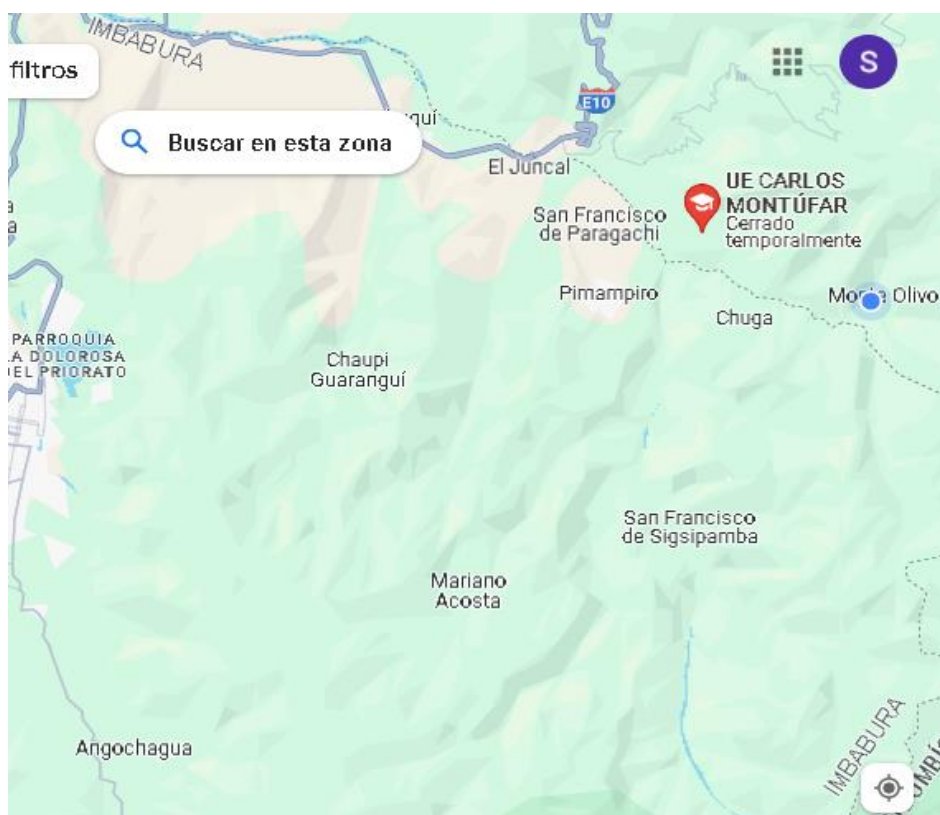 IMBABURA
filtros
S
E10
Buscar en esta zona
El Juncal
UE CARLOS
MONTÚFAR
Cerrado
temporalmente
San Francisco
de Paragachi
Pimampiro
Monte Olivo
Chuga
PARROQUIA
LA DOLOROSA
DEL PRIORATO
Chaupi
Guaranguí
San Francisco
de Sigsipamba
Mariano
Acosta
Angochagua
IMBABURA